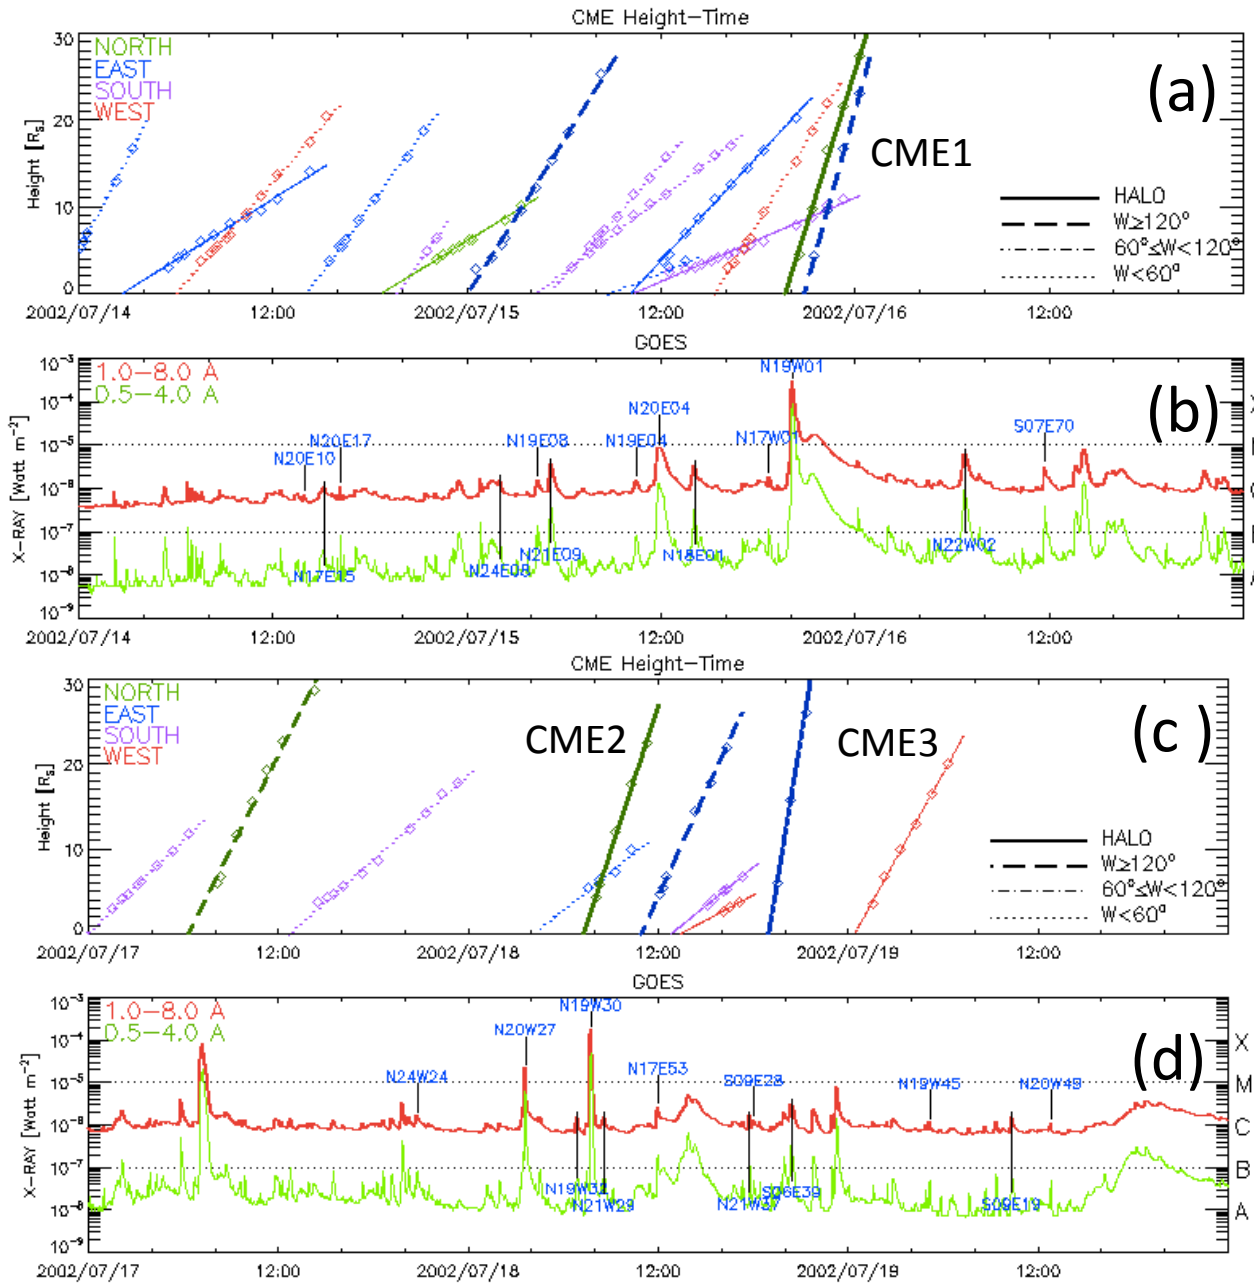 CME Height-Time
30
20
10
0
Height [Rs]
NORTH
EAST
SOUTH
WEST
(a)
CME1
HALO
W≥120°
60°≤W<120°
W<60°
2002/07/14
12:00
2002/07/15
12:00
2002/07/16
12:00
GOES
10⁻³
10⁻⁴
10⁻⁵
10⁻⁶
10⁻⁷
10⁻⁸
10⁻⁹
X-RAY [Watt m⁻²]
1.0-8.0 A
0.5-4.0 A
(b)
N19W01
N20E04
N20E17
N19E08
N19E04
N17W01
S07E70
N20E10
N21E09
N18E01
N22W02
N17E15
N24E08
A
2002/07/14
12:00
2002/07/15
12:00
2002/07/16
12:00
CME Height-Time
30
20
10
0
Height [Rs]
NORTH
EAST
SOUTH
WEST
CME2
CME3
(c )
HALO
W≥120°
60°≤W<120°
W<60°
2002/07/17
12:00
2002/07/18
12:00
2002/07/19
12:00
GOES
10⁻³
10⁻⁴
10⁻⁵
10⁻⁶
10⁻⁷
10⁻⁸
10⁻⁹
X-RAY [Watt m⁻²]
1.0-8.0 A
0.5-4.0 A
(d)
N19W30
N20W27
N17E53
N24W24
S09E28
N19W45
N20W49
N19W32
N21W29
S06E39
N21W37
S09E19
X
M
C
B
A
2002/07/17
12:00
2002/07/18
12:00
2002/07/19
12:00